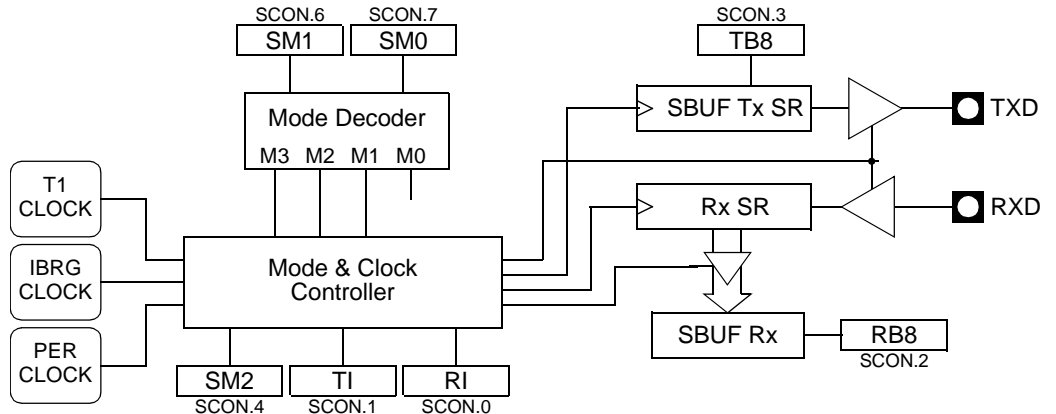 SCON.6 SCON.7 SCON.3
SM1 SM0 TB8
SBUF Tx SR TXD
Mode Decoder
M3 M2 M1 M0
T1
CLOCK
Rx SR RXD
IBRG
CLOCK
Mode & Clock
Controller
SBUF Rx RB8
SCON.2
PER
CLOCK
SM2 TI RI
SCON.4 SCON.1 SCON.0